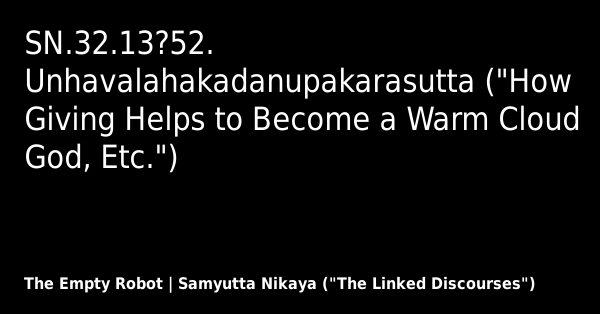 SN.32.13?52.
Unhavalahakadanupakarasutta ("How
Giving Helps to Become a Warm Cloud
God, Etc.")
The Empty Robot | Samyutta Nikaya ("The Linked Discourses")